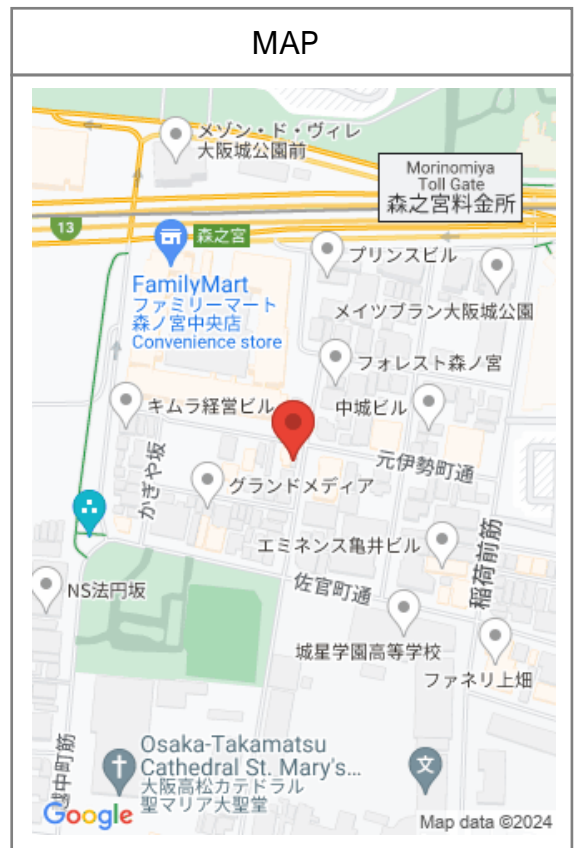 MAP
メゾン・ド・ヴィレ
大阪城公園前
Morinomiya
Toll Gate
森之宮料金所
13
森之宮
プリンスビル
FamilyMart
ファミリーマート
森ノ宮中央店
Convenience store
メイツブラン大阪城公園
フォレスト森ノ宮
キムラ経営ビル
中城ビル
元伊勢町通
かぎや坂
グランドメディア
エミネンス亀井ビル
稲荷前筋
NS法円坂
佐官町通
城星学園高等学校
ファネリ上畑
Osaka-Takamatsu
Cathedral St. Mary's...
大阪高松カテドラル
聖マリア大聖堂
文
越中町筋
Google
Map data ©2024